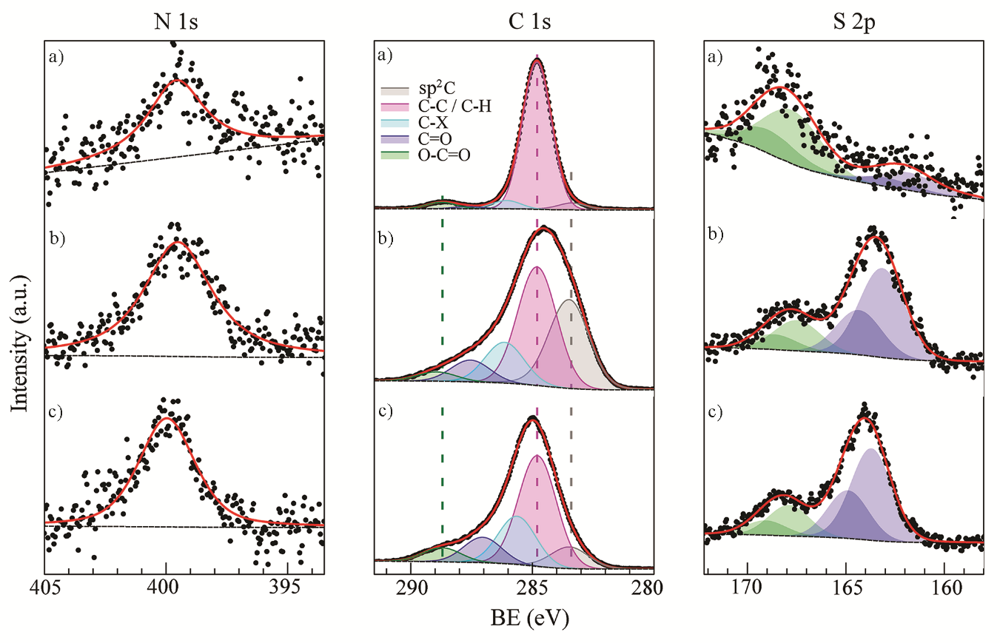 N 1s
C 1s
S 2p
a)
a)
a)
sp²C
C-C / C-H
C-X
C=O
O-C=O
b)
b)
b)
Intensity (a.u.)
c)
c)
c)
405 400 395
290 285 280
170 165 160
BE (eV)